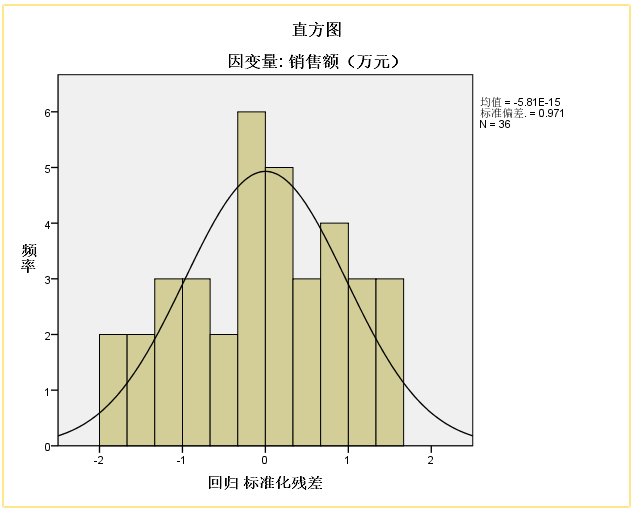 直方图
因变量: 销售额（万元）
均值 = -5.81E-15
标准偏差. = 0.971
N = 36
6
5
4
3
2
1
0
频率
-2
-1
0
1
2
回归 标准化残差